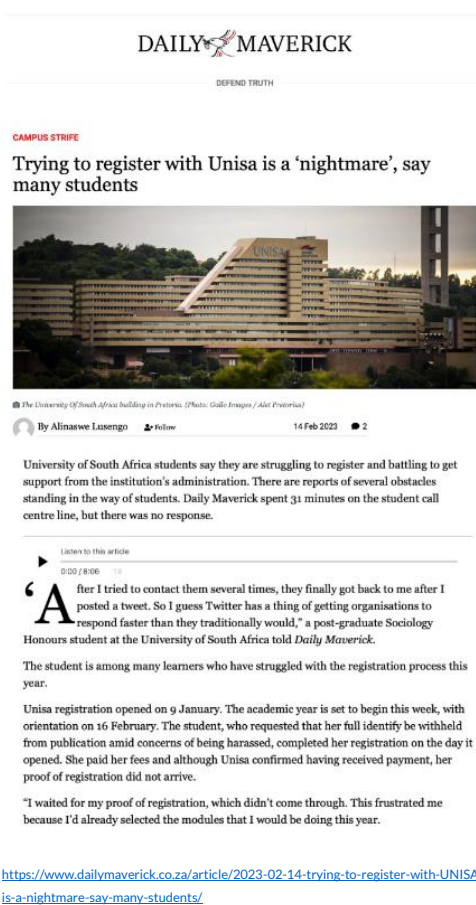 DAILY MAVERICK
DEFEND TRUTH
CAMPUS STRIFE
Trying to register with Unisa is a ‘nightmare’, say
many students
UNISA
The University Of South Africa building in Pretoria. (Photo: Gallo Images / Alet Pretorius)
By Alinaswe Lusengo Follow 14 Feb 2023 2
University of South Africa students say they are struggling to register and battling to get
support from the institution’s administration. There are reports of several obstacles
standing in the way of students. Daily Maverick spent 31 minutes on the student call
centre line, but there was no response.
Listen to this article
0:00 / 8:06
‘After I tried to contact them several times, they finally got back to me after I
posted a tweet. So I guess Twitter has a thing of getting organisations to
respond faster than they traditionally would,” a post-graduate Sociology
Honours student at the University of South Africa told Daily Maverick.
The student is among many learners who have struggled with the registration process this
year.
Unisa registration opened on 9 January. The academic year is set to begin this week, with
orientation on 16 February. The student, who requested that her full identify be withheld
from publication amid concerns of being harassed, completed her registration on the day it
opened. She paid her fees and although Unisa confirmed having received payment, her
proof of registration did not arrive.
“I waited for my proof of registration, which didn’t come through. This frustrated me
because I’d already selected the modules that I would be doing this year.
https://www.dailymaverick.co.za/article/2023-02-14-trying-to-register-with-UNISA
is-a-nightmare-say-many-students/